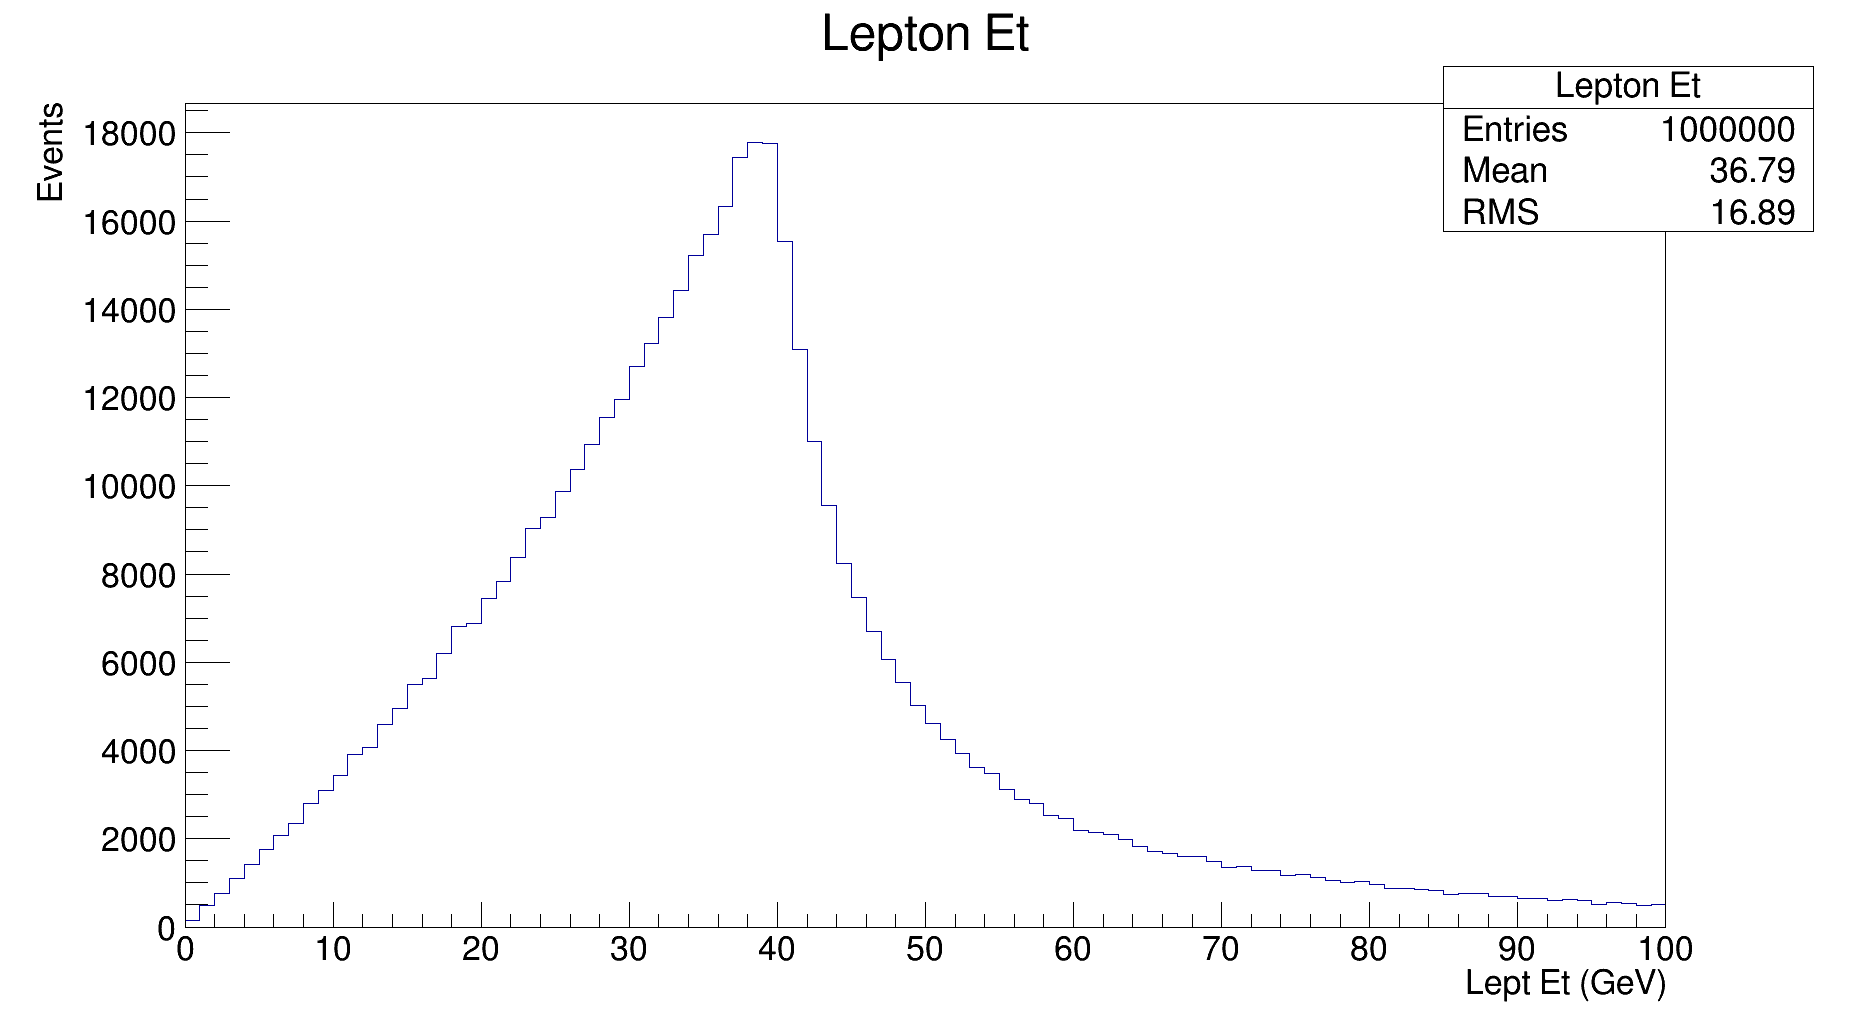 Lepton Et
Lepton Et
Entries 1000000
Mean 36.79
RMS 16.89
Events
18000
16000
14000
12000
10000
8000
6000
4000
2000
0
0 10 20 30 40 50 60 70 80 90 100
Lept Et (GeV)